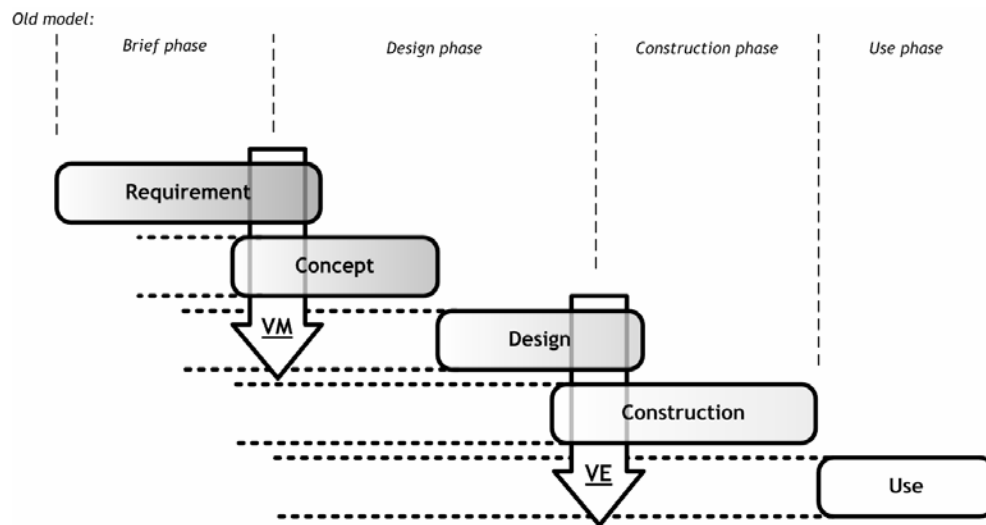 Old model:
Brief phase
Design phase
Construction phase
Use phase
Requirement
Concept
VM
Design
Construction
VE
Use